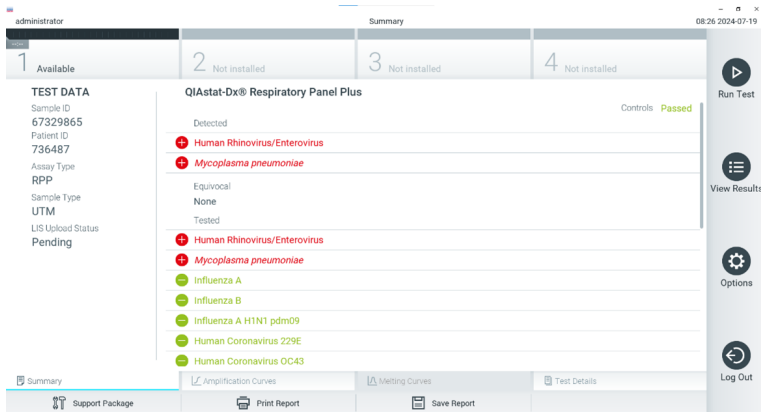 administrator
Summary
08:26 2024-07-19
1 Available
2 Not installed
3 Not installed
4 Not installed
TEST DATA
Sample ID
67329865
Patient ID
736487
Assay Type
RPP
Sample Type
UTM
LIS Upload Status
Pending
QIAstat-Dx® Respiratory Panel Plus
Controls Passed
Detected
Human Rhinovirus/Enterovirus
Mycoplasma pneumoniae
Equivocal
None
Tested
Human Rhinovirus/Enterovirus
Mycoplasma pneumoniae
Influenza A
Influenza B
Influenza A H1N1 pdm09
Human Coronavirus 229E
Human Coronavirus OC43
Run Test
View Results
Options
Log Out
Summary
Amplification Curves
Melting Curves
Test Details
Support Package
Print Report
Save Report